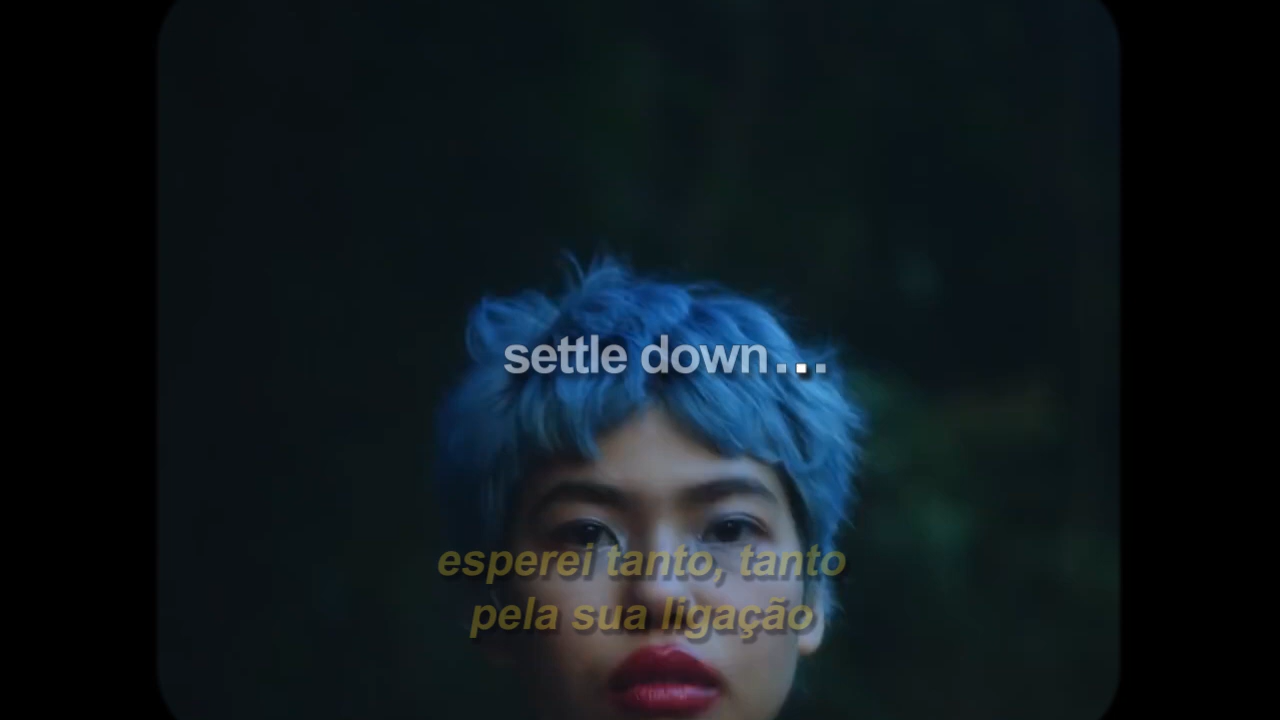 settle down...
esperei tanto, tanto
pela sua ligação